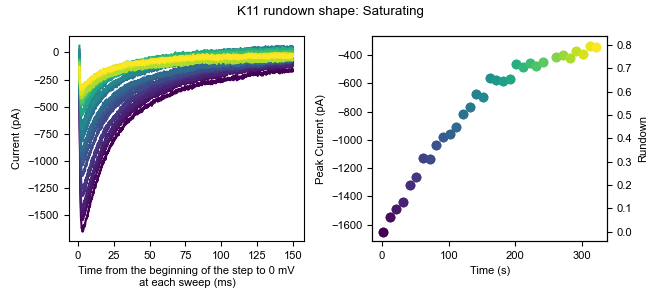 K11 rundown shape: Saturating
Current (pA)
0
−250
−500
−750
−1000
−1250
−1500
0 25 50 75 100 125 150
Time from the beginning of the step to 0 mV
at each sweep (ms)
Peak Current (pA)
−400
−600
−800
−1000
−1200
−1400
−1600
0 100 200 300
Time (s)
0.8
0.7
0.6
0.5
0.4
0.3
0.2
0.1
0.0
Rundown